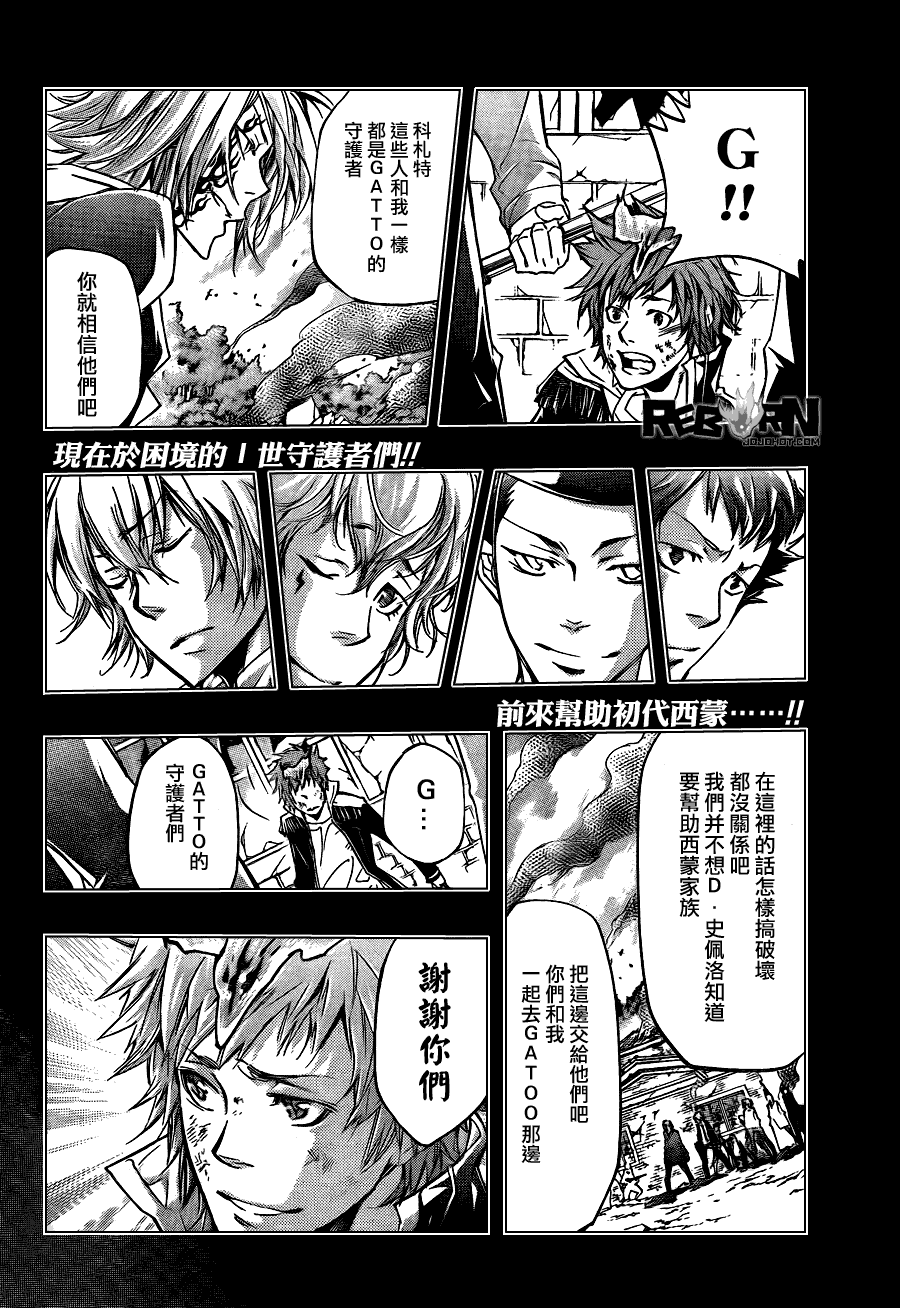 G
!!
REBORN
JOJOHOT.COM
科札特
這些人和我一樣
都是GATTO的
守護者
你就相信他們吧
現在於困境的I世守護者們!!
前來幫助初代西蒙……!!
在這裡的話怎樣搞破壞
都沒關係吧
我們并不想D．史佩洛知道
要幫助西蒙家族
把這邊交給他們吧
你們和我
一起去GATOO那邊
G…
GATTO的
守護者們
謝謝你們